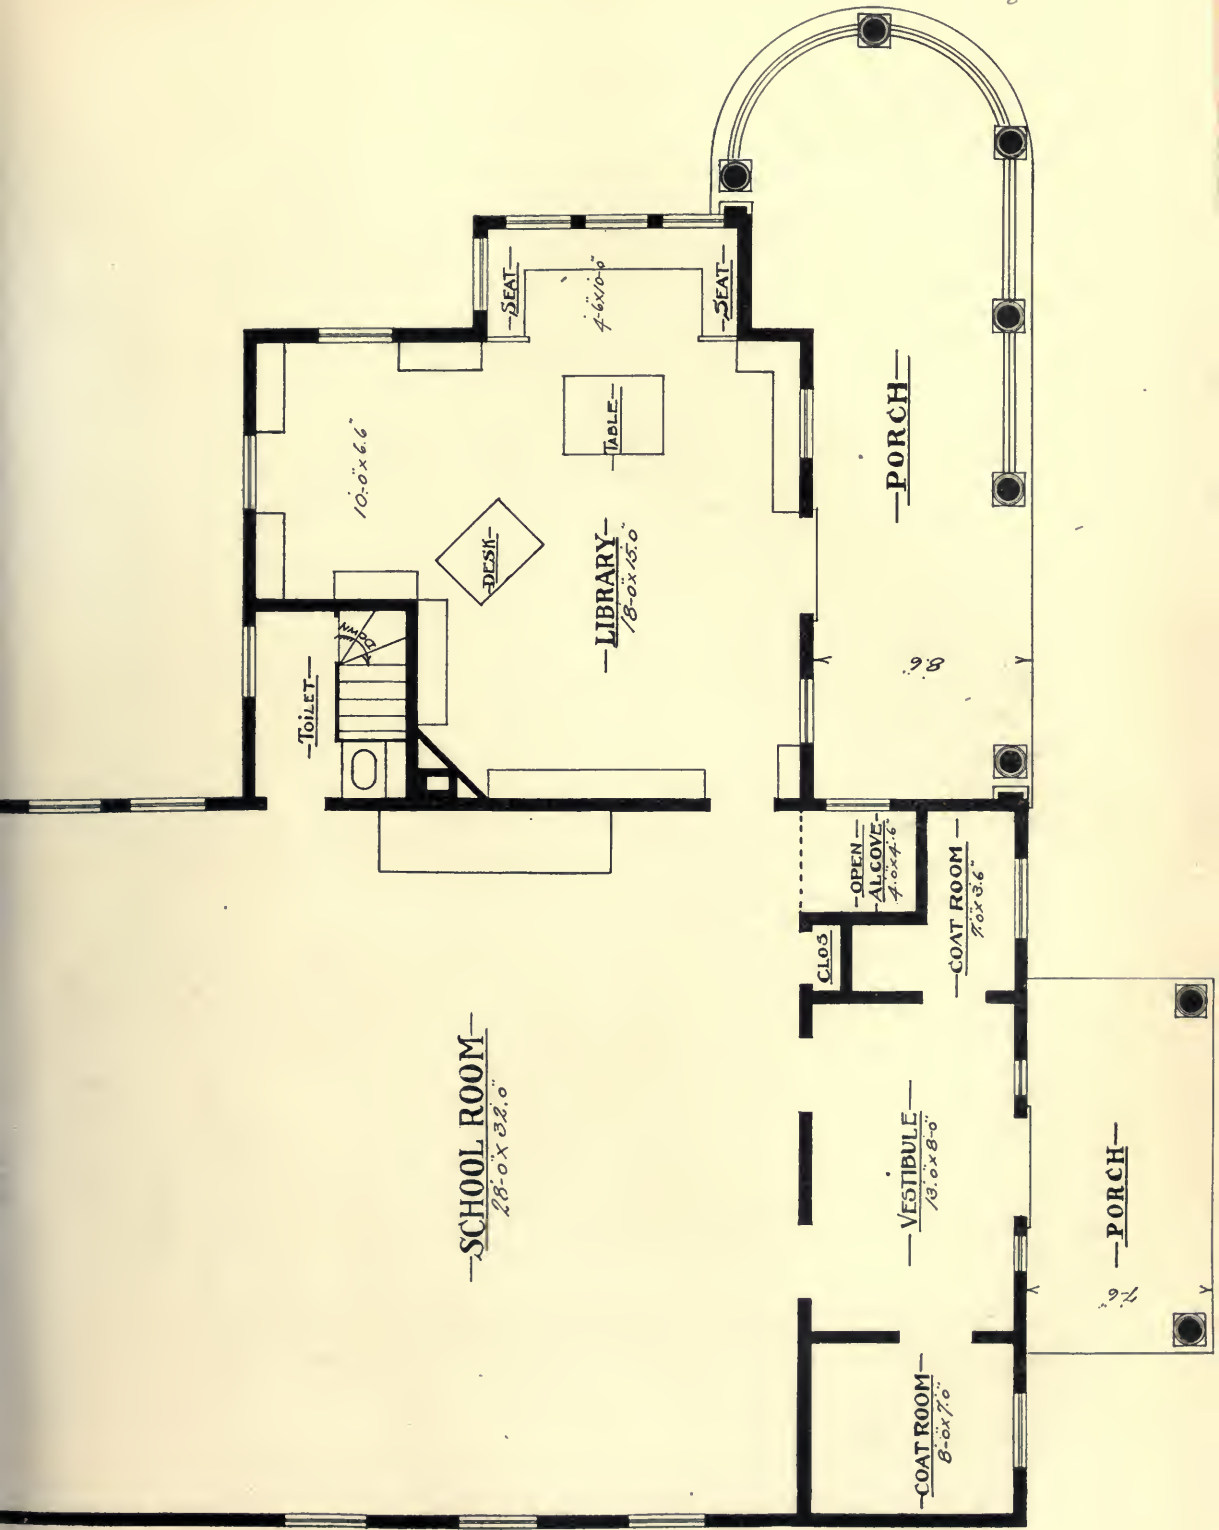 —SEAT—
4'-6"x10'-0"
—SEAT—
10'-0"x6'.6"
—TABLE—
—DESK—
—LIBRARY—
18'-0"x15'.0"
—PORCH—
8'.6"
DOWN
—TOILET—
—OPEN—
—ALCOVE—
4'.0"x4'.6"
—COAT ROOM—
7'.0"x3'.6"
CLOS
—SCHOOL ROOM—
28'-0"x32'.0"
—VESTIBULE—
13'.0"x8'-0"
—PORCH—
7'-6"
—COAT ROOM—
8'-0"x7'.0"